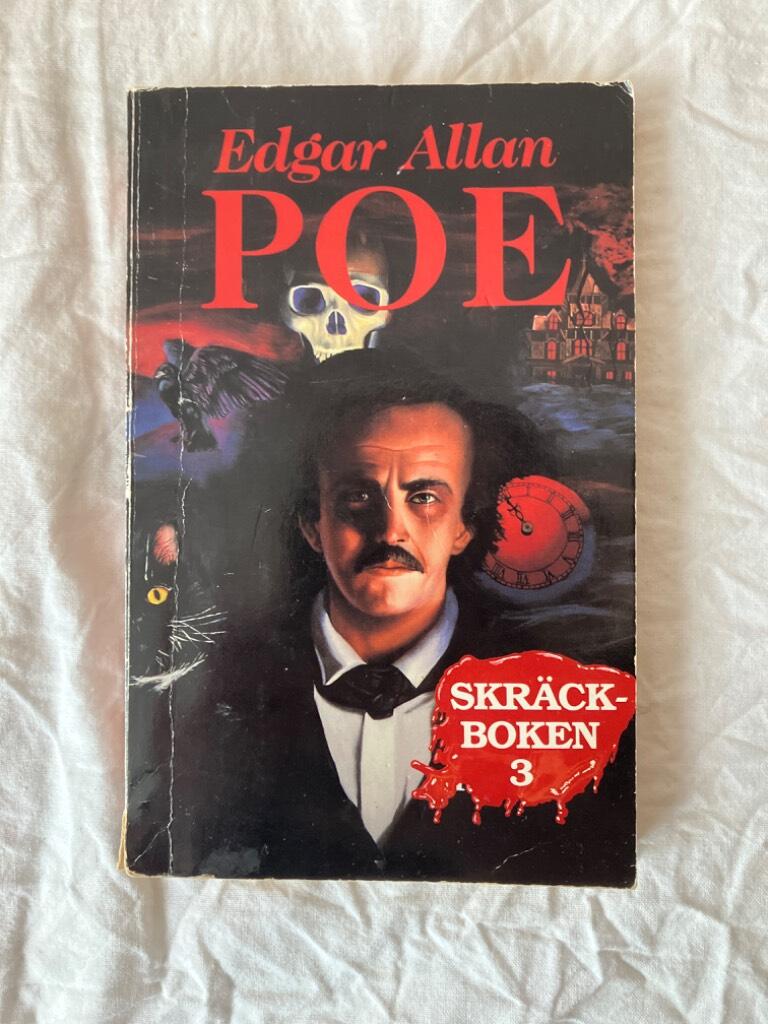 Edgar Allan
POE
SKRÄCK-
BOKEN
3